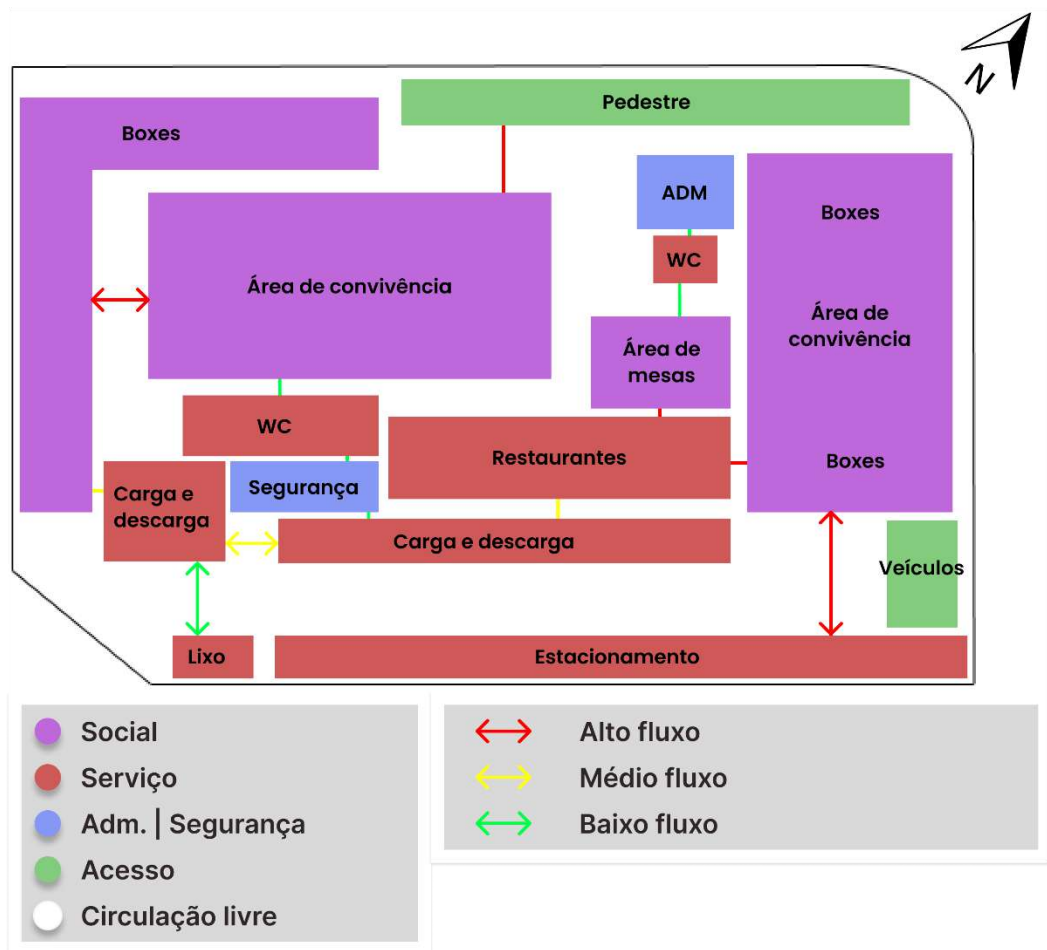 N
Pedestre
Boxes
ADM
Boxes
WC
Área de convivência
Área de
convivência
Área de
mesas
WC
Restaurantes
Boxes
Segurança
Carga e
descarga
Carga e descarga
Veículos
Lixo
Estacionamento
Social
Serviço
Adm. | Segurança
Acesso
Circulação livre
Alto fluxo
Médio fluxo
Baixo fluxo